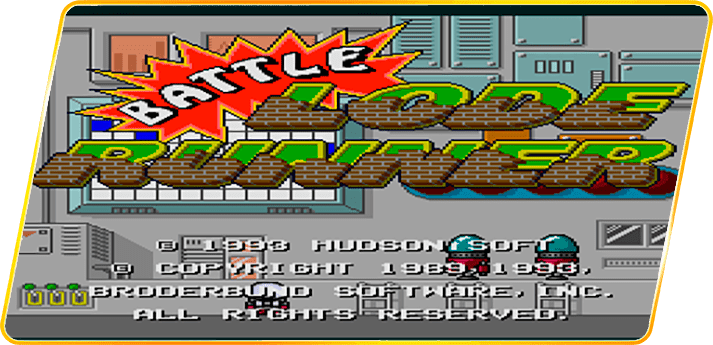 BATTLE
LODE
RUNNER
© 1993 HUDSON SOFT
© COPYRIGHT 1989,1993,
BRODERBUND SOFTWARE,INC.
ALL RIGHTS RESERVED.